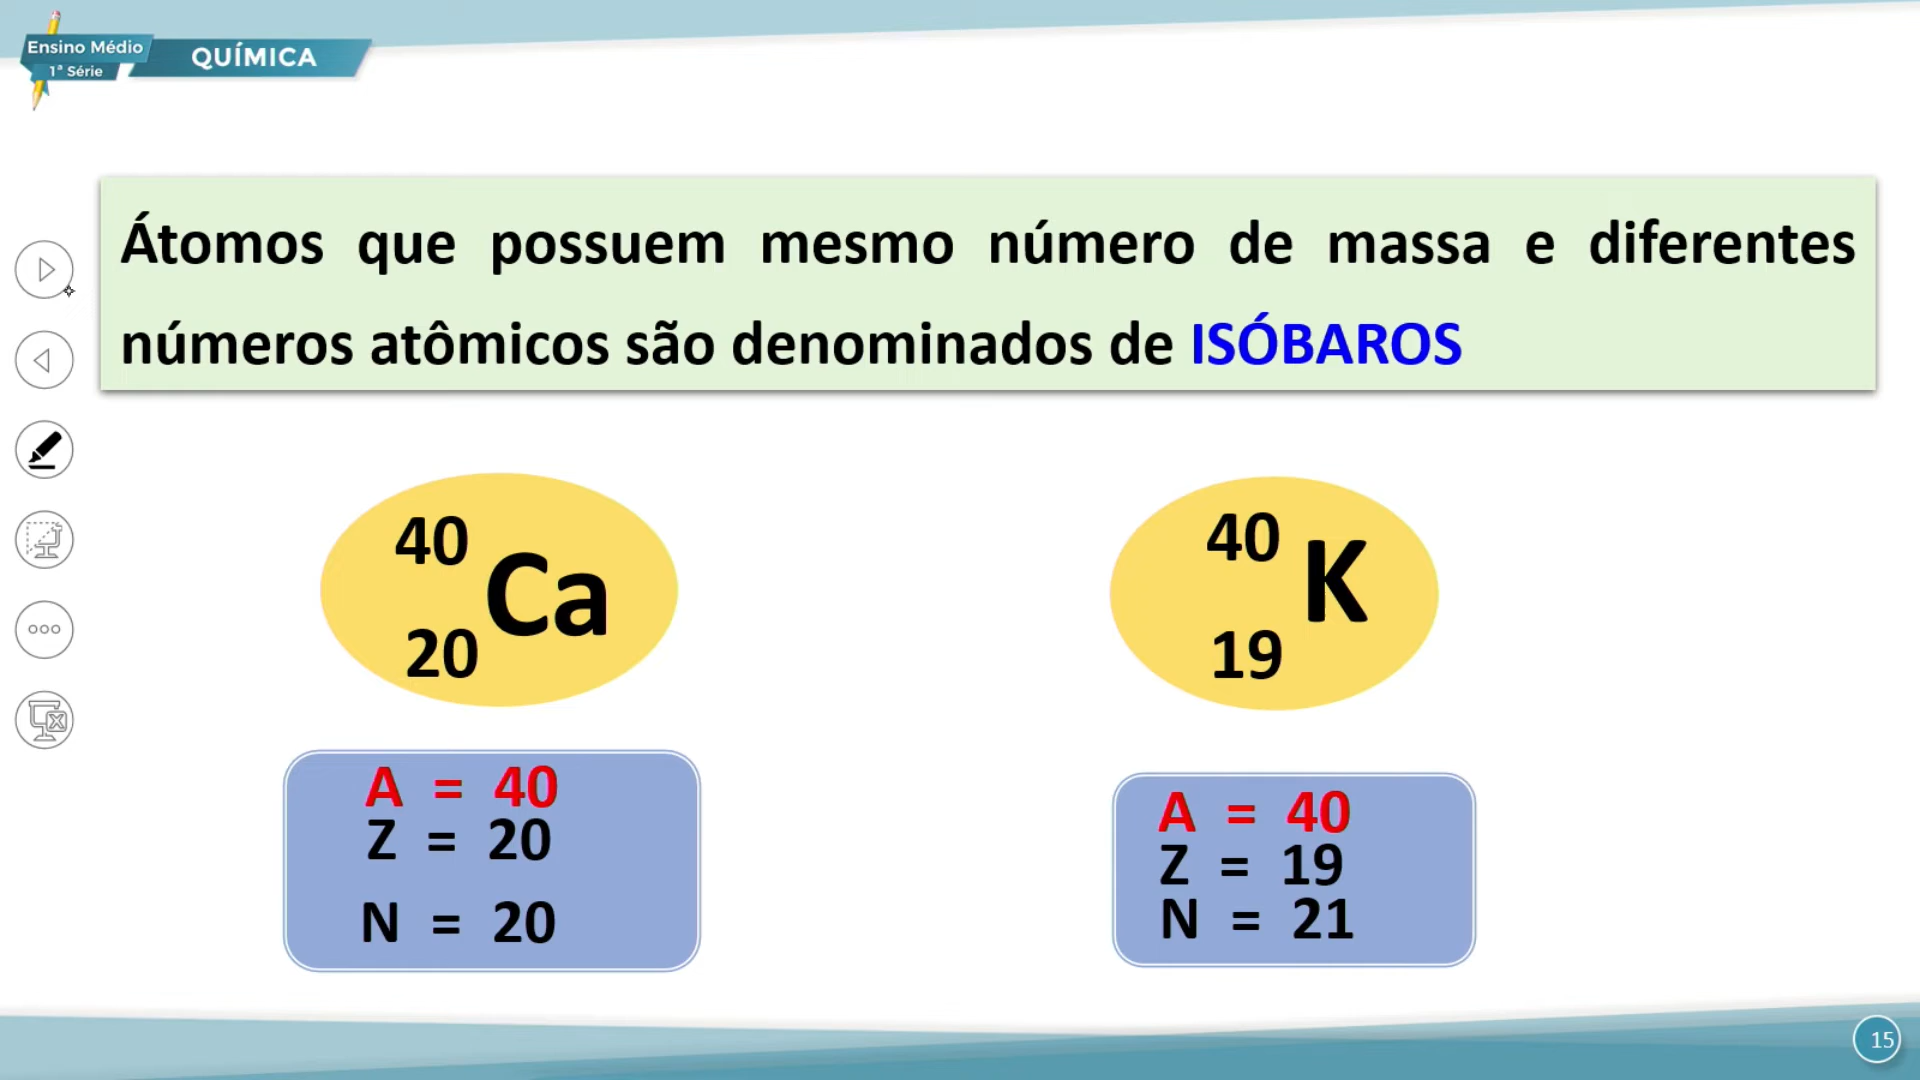 Ensino Médio
1ª Série
QUÍMICA
Átomos que possuem mesmo número de massa e diferentes
números atômicos são denominados de ISÓBAROS
40
Ca
20
40
K
19
A = 40
Z = 20
N = 20
A = 40
Z = 19
N = 21
15